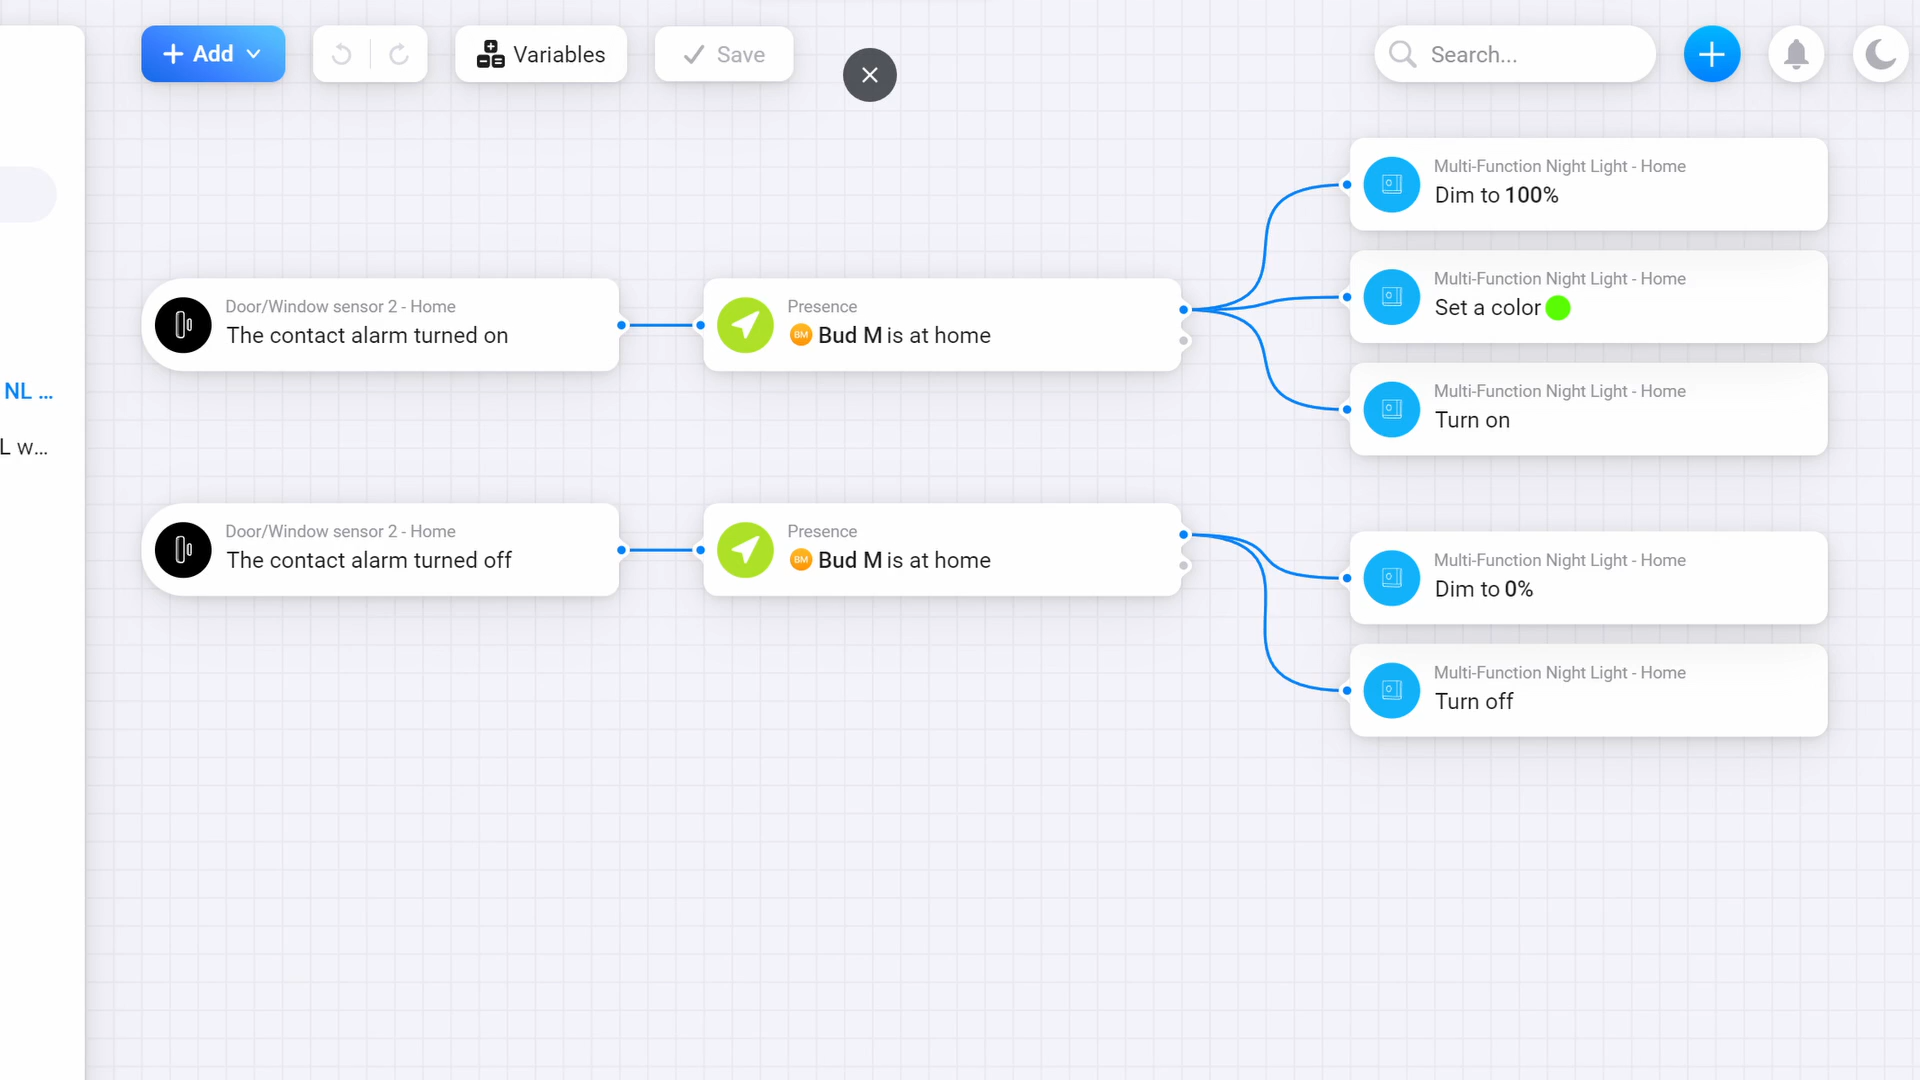 Add
Variables
Save
Search...
Multi-Function Night Light - Home
Dim to 100%
Multi-Function Night Light - Home
Set a color
Door/Window sensor 2 - Home
The contact alarm turned on
Presence
BM Bud M is at home
NL ...
Multi-Function Night Light - Home
Turn on
L w...
Door/Window sensor 2 - Home
The contact alarm turned off
Presence
BM Bud M is at home
Multi-Function Night Light - Home
Dim to 0%
Multi-Function Night Light - Home
Turn off